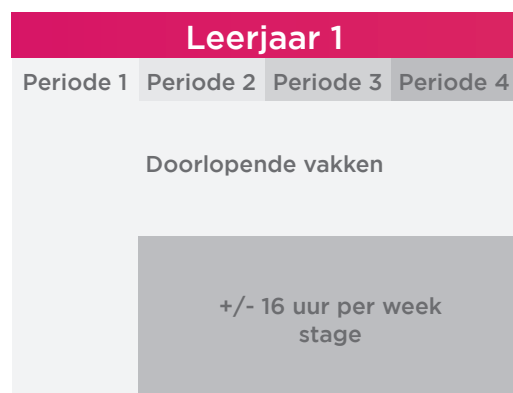 Leerjaar 1
Periode 1 Periode 2 Periode 3 Periode 4
Doorlopende vakken
+/- 16 uur per week
stage